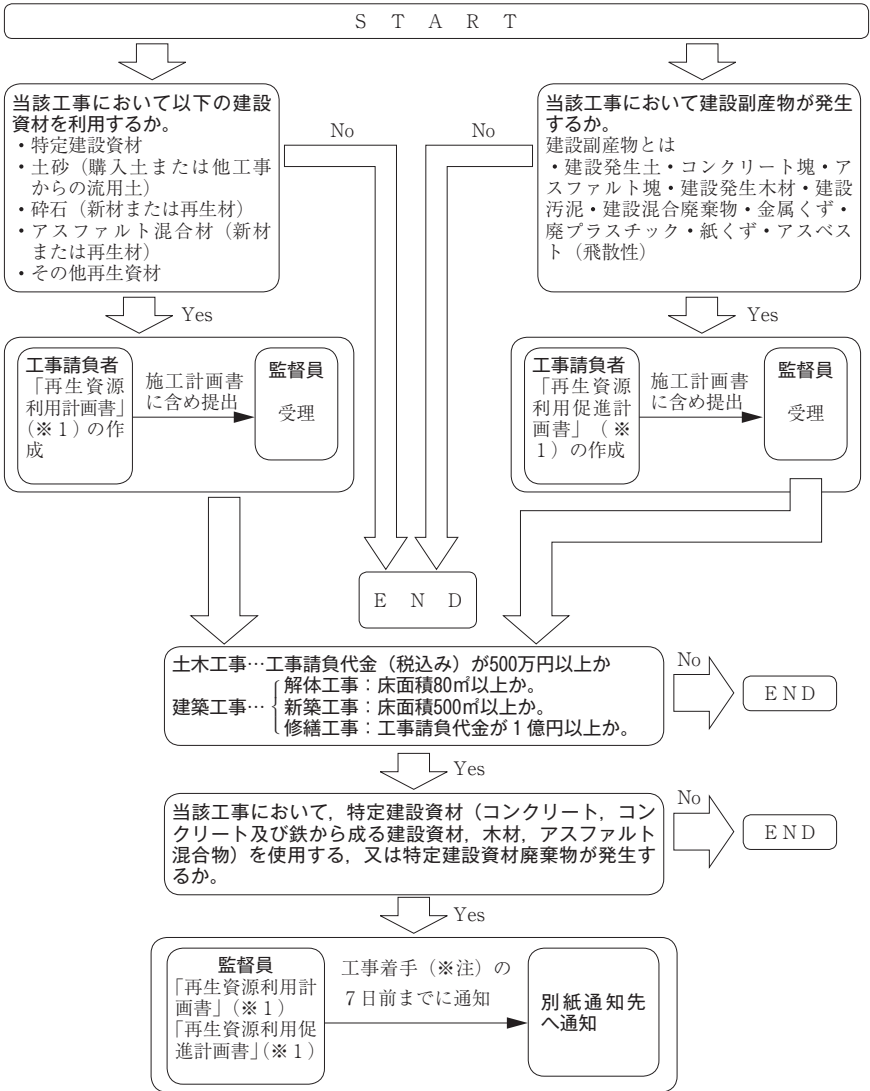 START
当該工事において以下の建設
資材を利用するか。
・特定建設資材
・土砂（購入土または他工事
からの流用土）
・砕石（新材または再生材）
・アスファルト混合材（新材
または再生材）
・その他再生資材
No
No
当該工事において建設副産物が発生
するか。
建設副産物とは
・建設発生土・コンクリート塊・ア
スファルト塊・建設発生木材・建設
汚泥・建設混合廃棄物・金属くず・
廃プラスチック・紙くず・アスベス
ト（飛散性）
Yes
Yes
工事請負者
「再生資源
利用計画書」
（※１）の作
成
施工計画書
に含め提出
監督員
受理
工事請負者
「再生資源
利用促進計
画書」（※
１）の作成
施工計画書
に含め提出
監督員
受理
END
土木工事…工事請負代金（税込み）が500万円以上か
建築工事…
解体工事：床面積80㎡以上か。
新築工事：床面積500㎡以上か。
修繕工事：工事請負代金が１億円以上か。
No
END
Yes
当該工事において，特定建設資材（コンクリート，コン
クリート及び鉄から成る建設資材，木材，アスファルト
混合物）を使用する，又は特定建設資材廃棄物が発生す
るか。
No
END
Yes
監督員
「再生資源利用計
画書」（※１）
「再生資源利用促
進計画書」（※１）
工事着手（※注）の
７日前までに通知
別紙通知先
へ通知